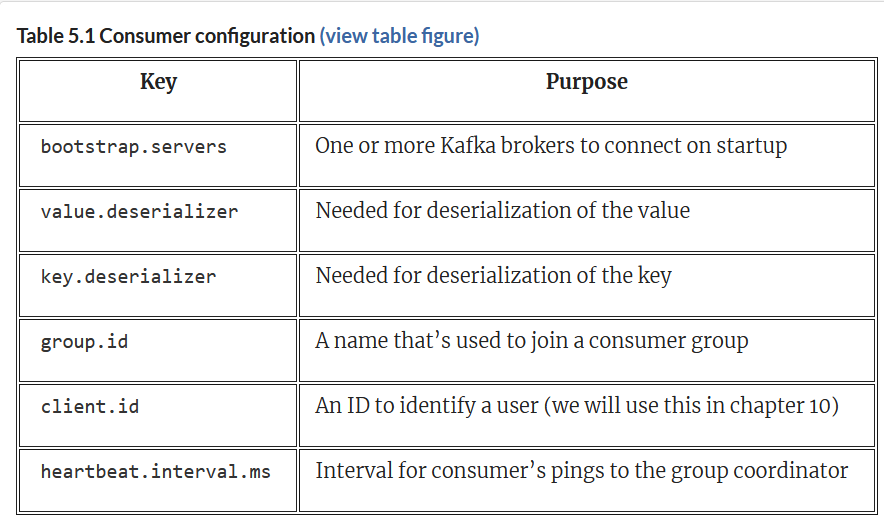 Table 5.1 Consumer configuration (view table figure)
Key Purpose
bootstrap.servers One or more Kafka brokers to connect on startup
value.deserializer Needed for deserialization of the value
key.deserializer Needed for deserialization of the key
group.id A name that’s used to join a consumer group
client.id An ID to identify a user (we will use this in chapter 10)
heartbeat.interval.ms Interval for consumer’s pings to the group coordinator